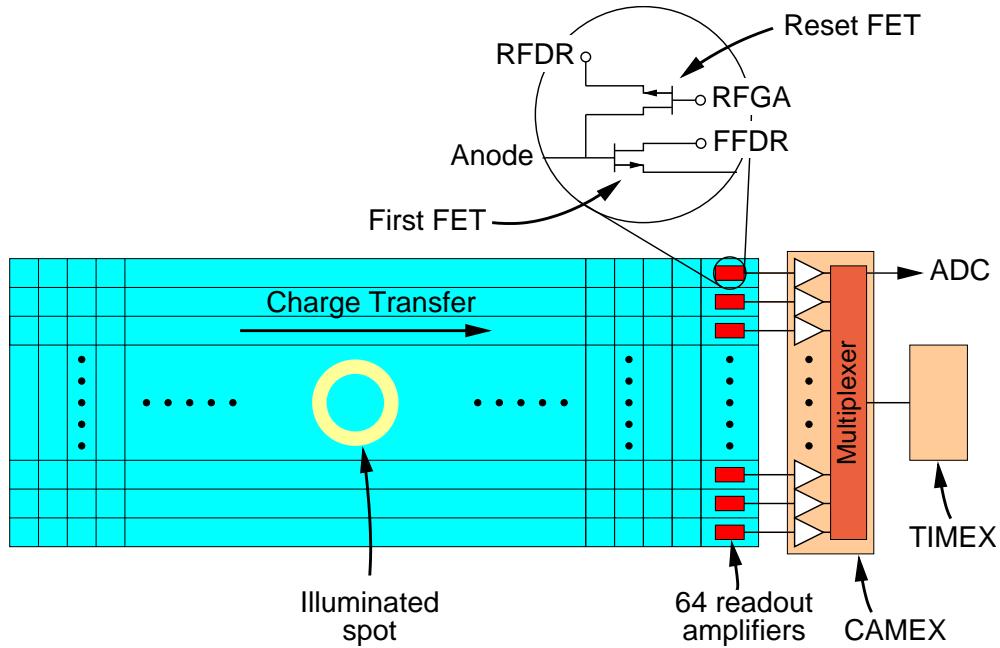 Reset FET
RFDR
RFGA
FFDR
Anode
First FET
ADC
Charge Transfer
Multiplexer
TIMEX
Illuminated
spot
64 readout
amplifiers
CAMEX